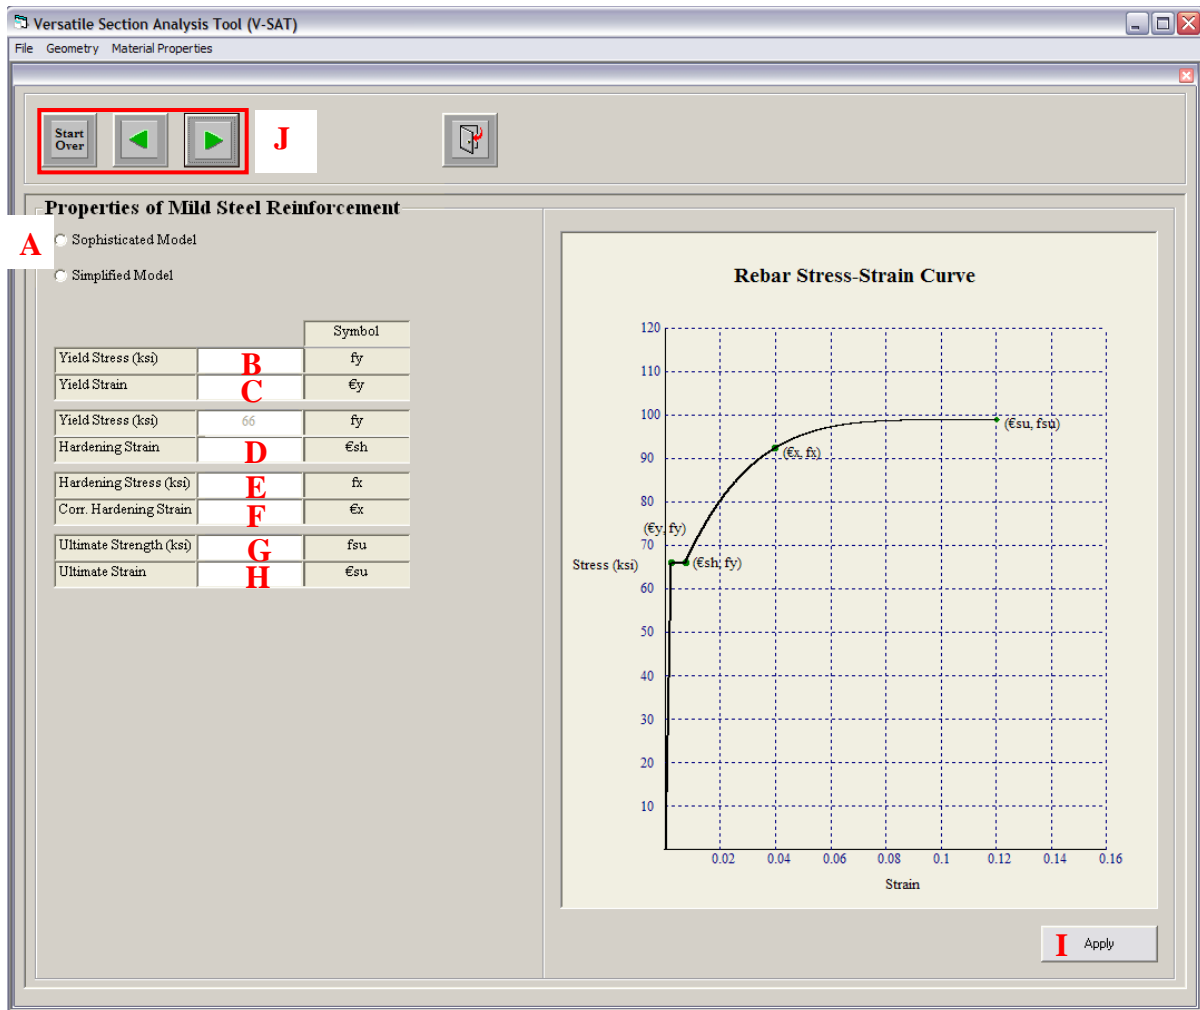 Versatile Section Analysis Tool (V-SAT)
File Geometry Material Properties
Start
Over
J
Properties of Mild Steel Reinforcement
A
Sophisticated Model
Simplified Model
Symbol
Yield Stress (ksi) B fy
Yield Strain C €y
Yield Stress (ksi) 66 fy
Hardening Strain D €sh
Hardening Stress (ksi) E fx
Corr. Hardening Strain F €x
Ultimate Strength (ksi) G fsu
Ultimate Strain H €su
Rebar Stress-Strain Curve
120
110
100
(€su, fsu)
90
(€x, fx)
80
(€y, fy)
70
Stress (ksi)
(€sh, fy)
60
50
40
30
20
10
0.02 0.04 0.06 0.08 0.1 0.12 0.14 0.16
Strain
I Apply